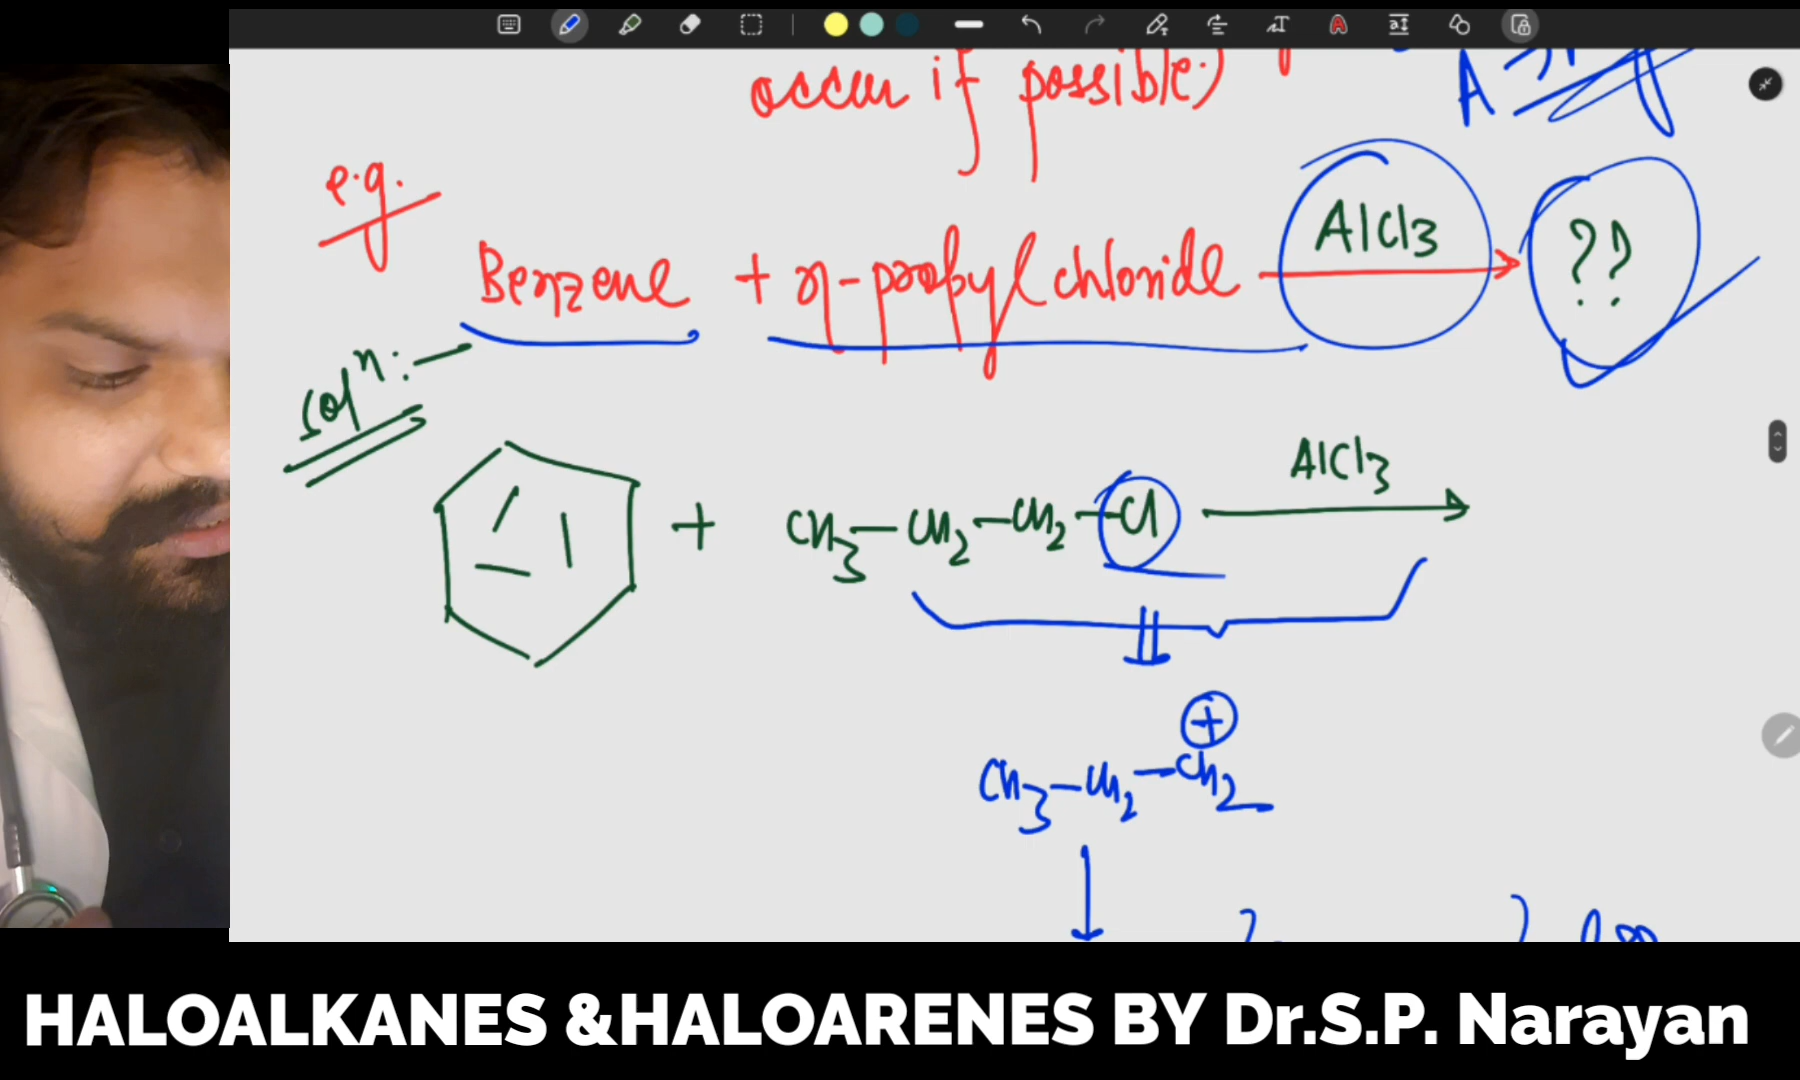 occur if possible)
e.g.
Benzene + n-propyl chloride AlCl3 ??
solⁿ:-
+ CH3-CH2-CH2-Cl AlCl3
+
CH3-CH2-CH2
HALOALKANES &HALOARENES BY Dr.S.P. Narayan